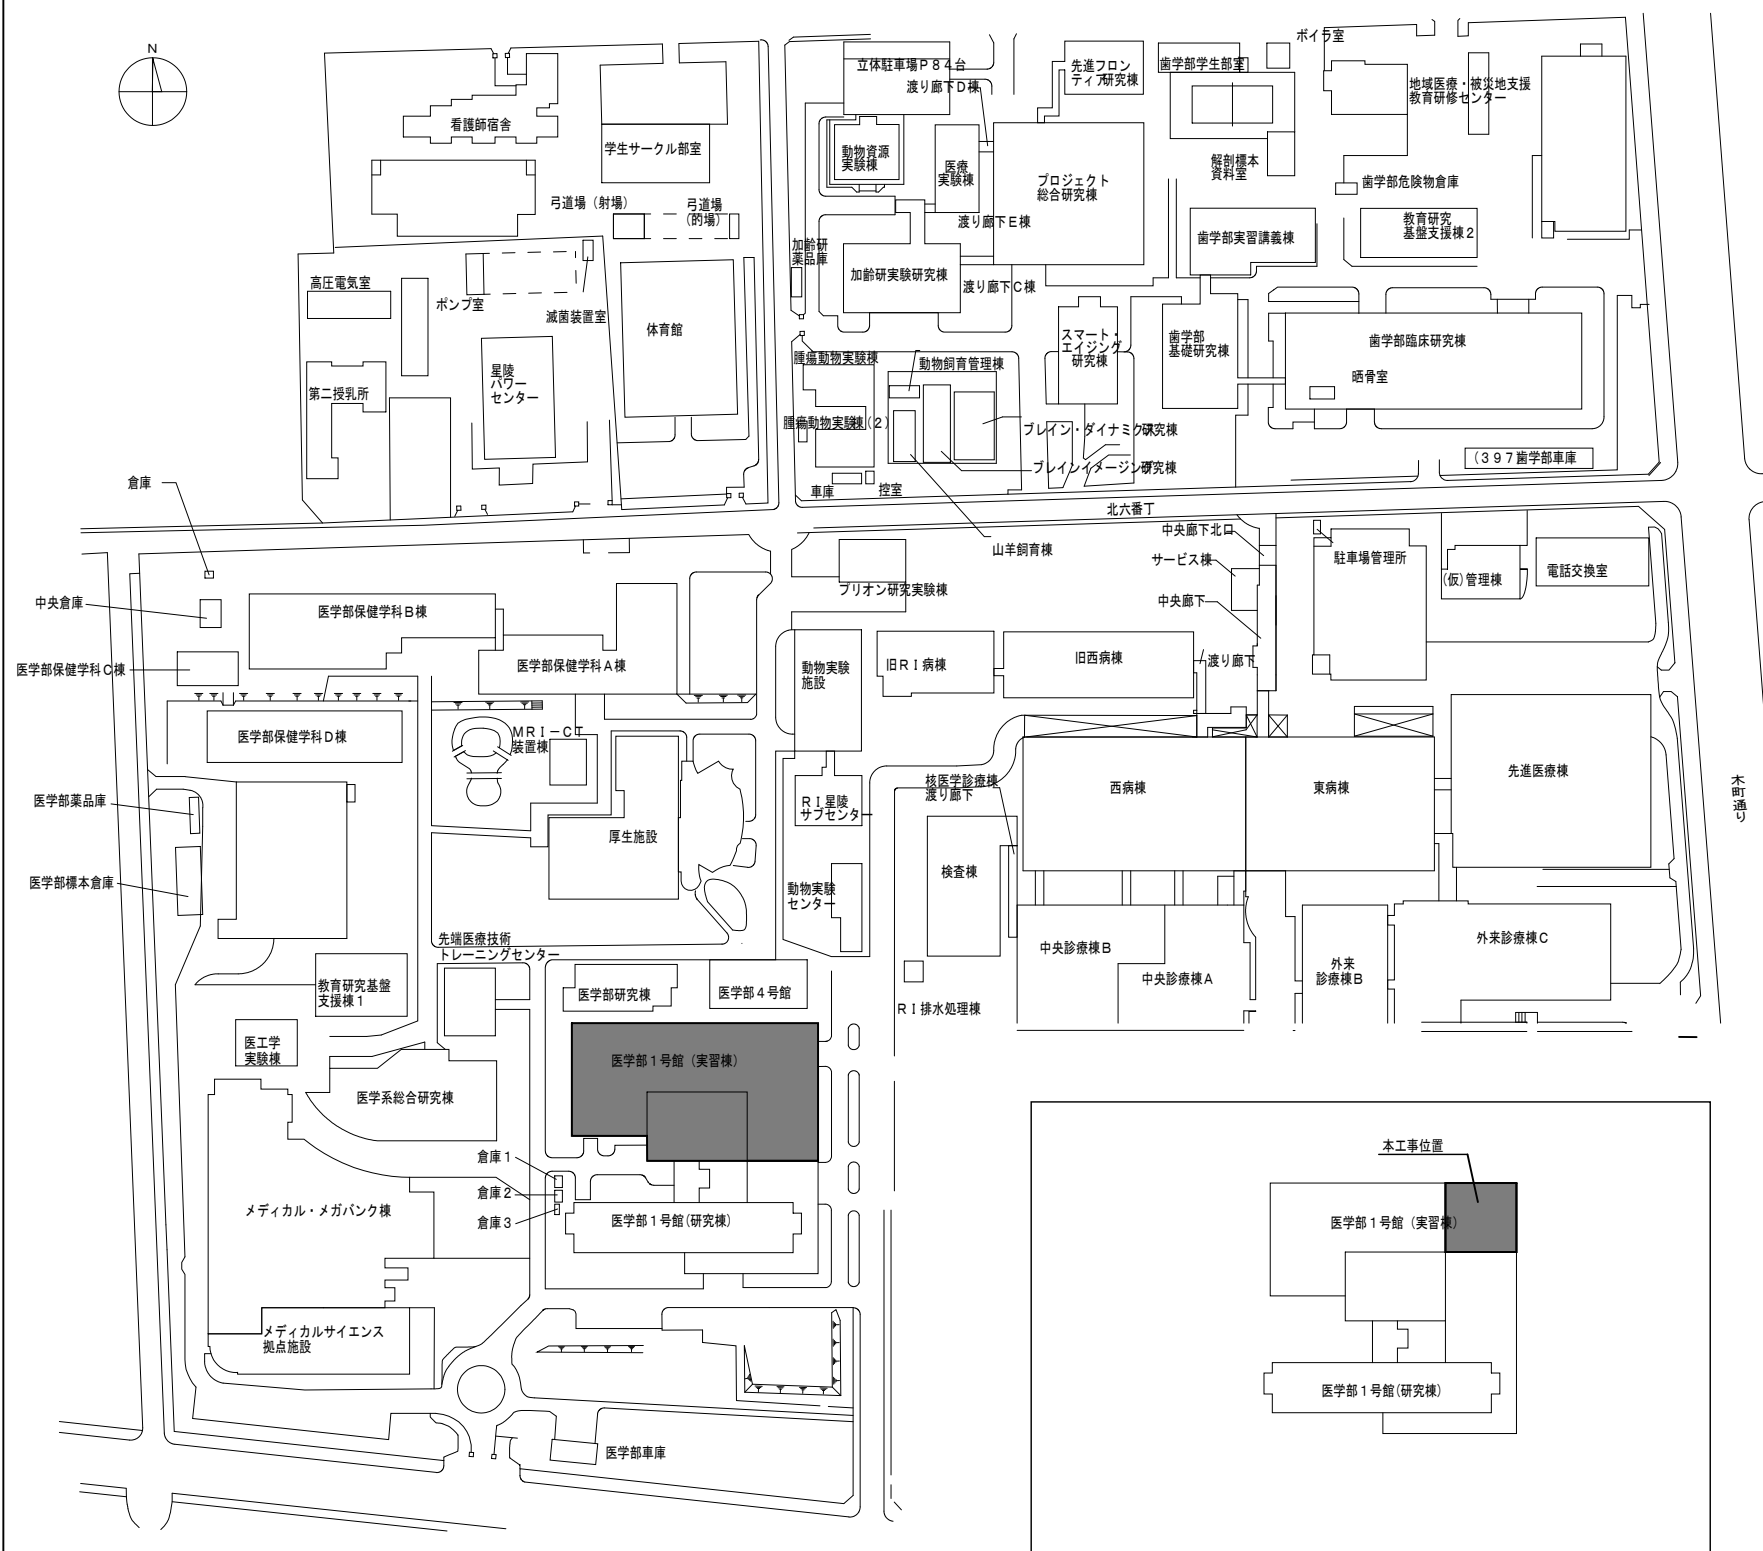 N
看護師宿舎
学生サークル部室
弓道場（射場）
弓道場
(的場)
高圧電気室
ポンプ室
滅菌装置室
体育館
第二授乳所
星陵
パワー
センター
立体駐車場P８４台
渡り廊下D棟
先進フロン
ティア研究棟
歯学部学生部室
ボイラ室
地域医療・被災地支援
教育研修センター
動物資源
実験棟
医療
実験棟
プロジェクト
総合研究棟
解剖標本
資料室
歯学部危険物倉庫
渡り廊下E棟
歯学部実習講義棟
教育研究
基盤支援棟２
加齢研
薬品庫
加齢研実験研究棟
渡り廊下C棟
スマート・
エイジング
研究棟
歯学部
基礎研究棟
歯学部臨床研究棟
晒骨室
腫瘍動物実験棟
動物飼育管理棟
腫瘍動物実験棟(２)
ブレイン・ダイナミクス研究棟
ブレインイメージング研究棟
(３９７歯学部車庫
車庫
控室
北六番丁
山羊飼育棟
倉庫
中央倉庫
医学部保健学科B棟
医学部保健学科C棟
医学部保健学科A棟
医学部保健学科D棟
プリオン研究実験棟
中央廊下北口
サービス棟
中央廊下
駐車場管理所
(仮)管理棟
電話交換室
動物実験
施設
旧RI病棟
旧西病棟
渡り廊下
MRI－CT
装置棟
医学部薬品庫
医学部標本倉庫
厚生施設
RI星陵
サブセンター
核医学診療棟
渡り廊下
西病棟
東病棟
先進医療棟
木町通り
検査棟
動物実験
センター
中央診療棟B
中央診療棟A
外来
診療棟B
外来診療棟C
RI排水処理棟
先端医療技術
トレーニングセンター
教育研究基盤
支援棟１
医学部研究棟
医学部４号館
医工学
実験棟
医学系総合研究棟
医学部１号館（実習棟）
倉庫１
倉庫２
倉庫３
医学部１号館(研究棟)
メディカル・メガバンク棟
メディカルサイエンス
拠点施設
医学部車庫
本工事位置
医学部１号館（実習棟）
医学部１号館(研究棟)